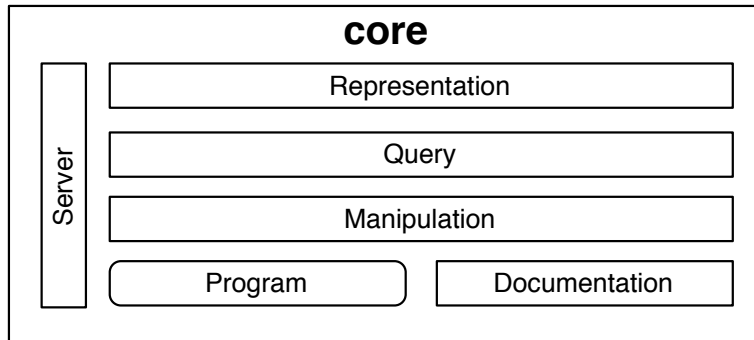 core
Server
Representation
Query
Manipulation
Program
Documentation